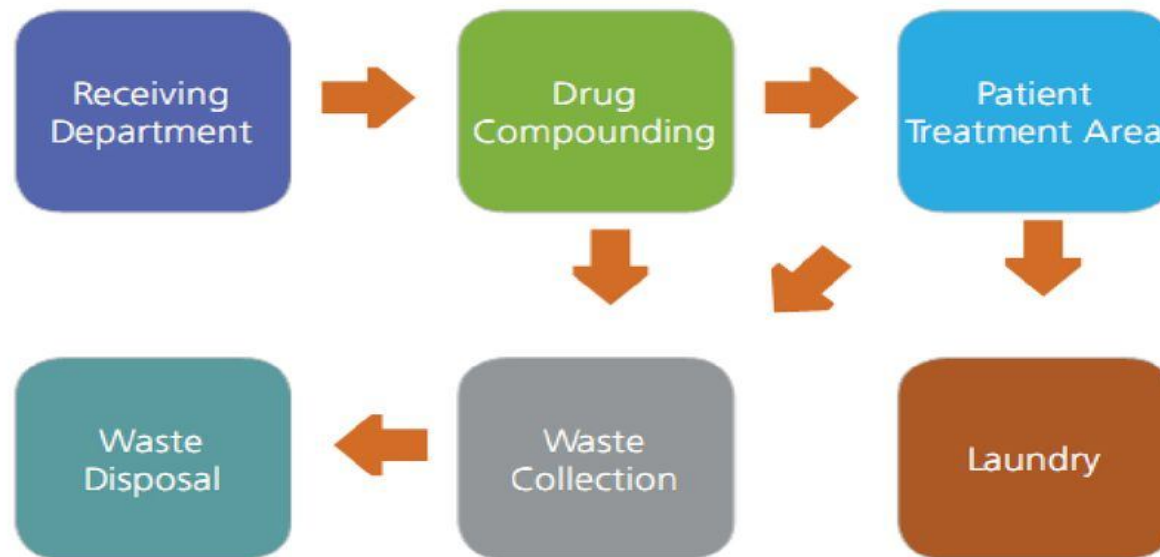 Receiving
Department
Drug
Compounding
Patient
Treatment Area
Waste
Disposal
Waste
Collection
Laundry